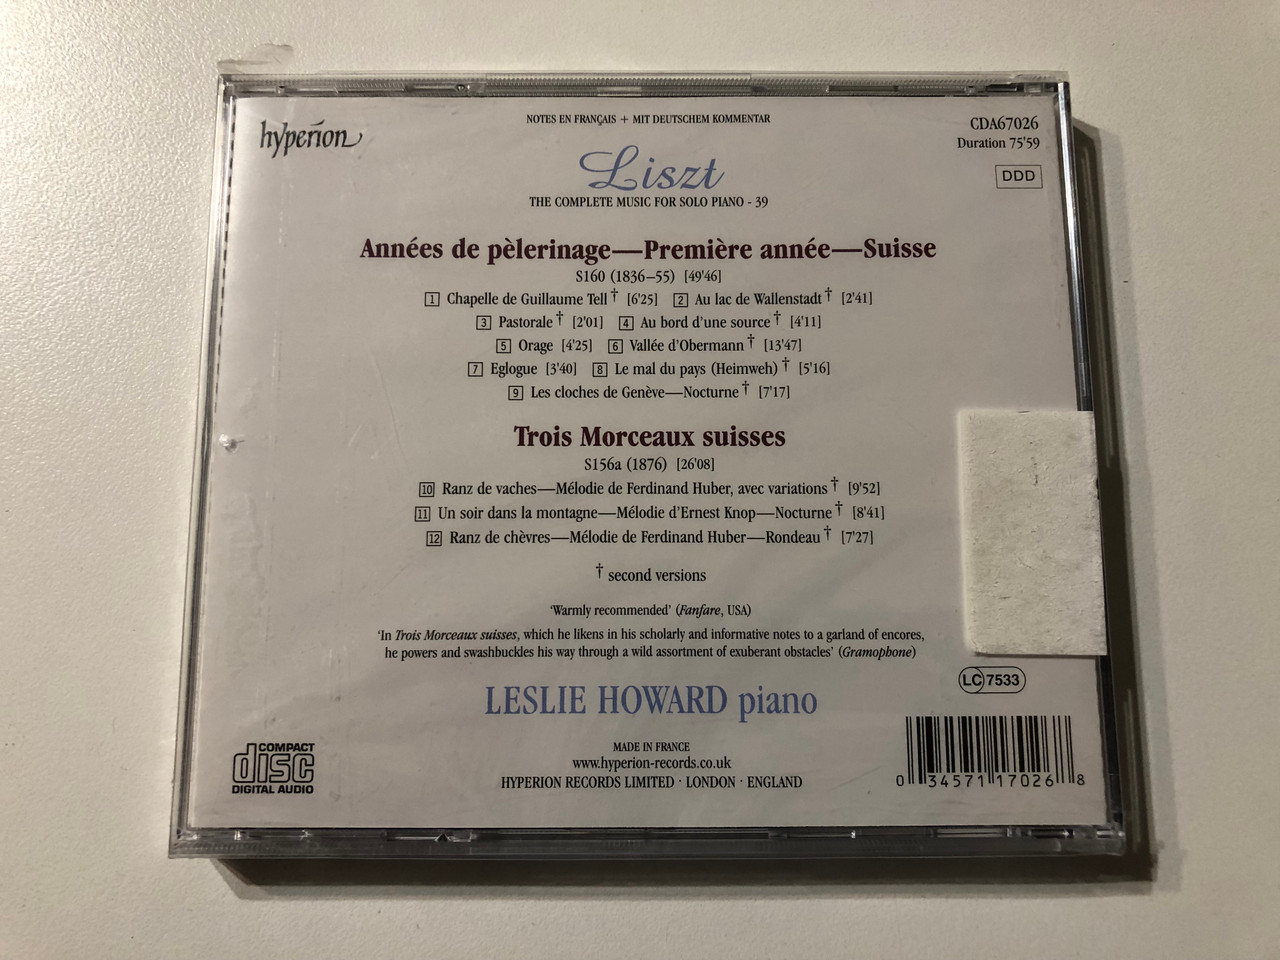 hyperion
NOTES EN FRANÇAIS + MIT DEUTSCHEM KOMMENTAR
CDA67026
Duration 75'59
DDD
Liszt
THE COMPLETE MUSIC FOR SOLO PIANO - 39
Années de pèlerinage—Première année—Suisse
S160 (1836–55) [49'46]
1 Chapelle de Guillaume Tell † [6'25] 2 Au lac de Wallenstadt † [2'41]
3 Pastorale † [2'01] 4 Au bord d'une source † [4'11]
5 Orage [4'25] 6 Vallée d'Obermann † [13'47]
7 Eglogue [3'40] 8 Le mal du pays (Heimweh) † [5'16]
9 Les cloches de Genève—Nocturne † [7'17]
Trois Morceaux suisses
S156a (1876) [26'08]
10 Ranz de vaches—Mélodie de Ferdinand Huber, avec variations † [9'52]
11 Un soir dans la montagne—Mélodie d'Ernest Knop—Nocturne † [8'41]
12 Ranz de chèvres—Mélodie de Ferdinand Huber—Rondeau † [7'27]
† second versions
'Warmly recommended' (Fanfare, USA)
'In Trois Morceaux suisses, which he likens in his scholarly and informative notes to a garland of encores,
he powers and swashbuckles his way through a wild assortment of exuberant obstacles' (Gramophone)
LC 7533
LESLIE HOWARD piano
COMPACT
disc
DIGITAL AUDIO
MADE IN FRANCE
www.hyperion-records.co.uk
HYPERION RECORDS LIMITED · LONDON · ENGLAND
0 34571 17026 8